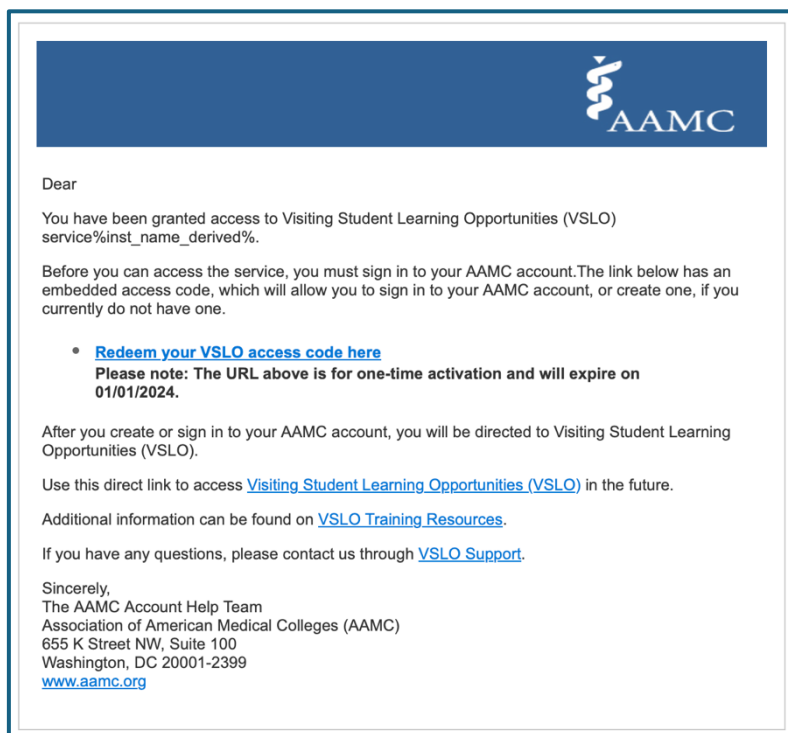 AAMC
Dear
You have been granted access to Visiting Student Learning Opportunities (VSLO)
service%inst_name_derived%.
Before you can access the service, you must sign in to your AAMC account.The link below has an
embedded access code, which will allow you to sign in to your AAMC account, or create one, if you
currently do not have one.
• Redeem your VSLO access code here
Please note: The URL above is for one-time activation and will expire on
01/01/2024.
After you create or sign in to your AAMC account, you will be directed to Visiting Student Learning
Opportunities (VSLO).
Use this direct link to access Visiting Student Learning Opportunities (VSLO) in the future.
Additional information can be found on VSLO Training Resources.
If you have any questions, please contact us through VSLO Support.
Sincerely,
The AAMC Account Help Team
Association of American Medical Colleges (AAMC)
655 K Street NW, Suite 100
Washington, DC 20001-2399
www.aamc.org